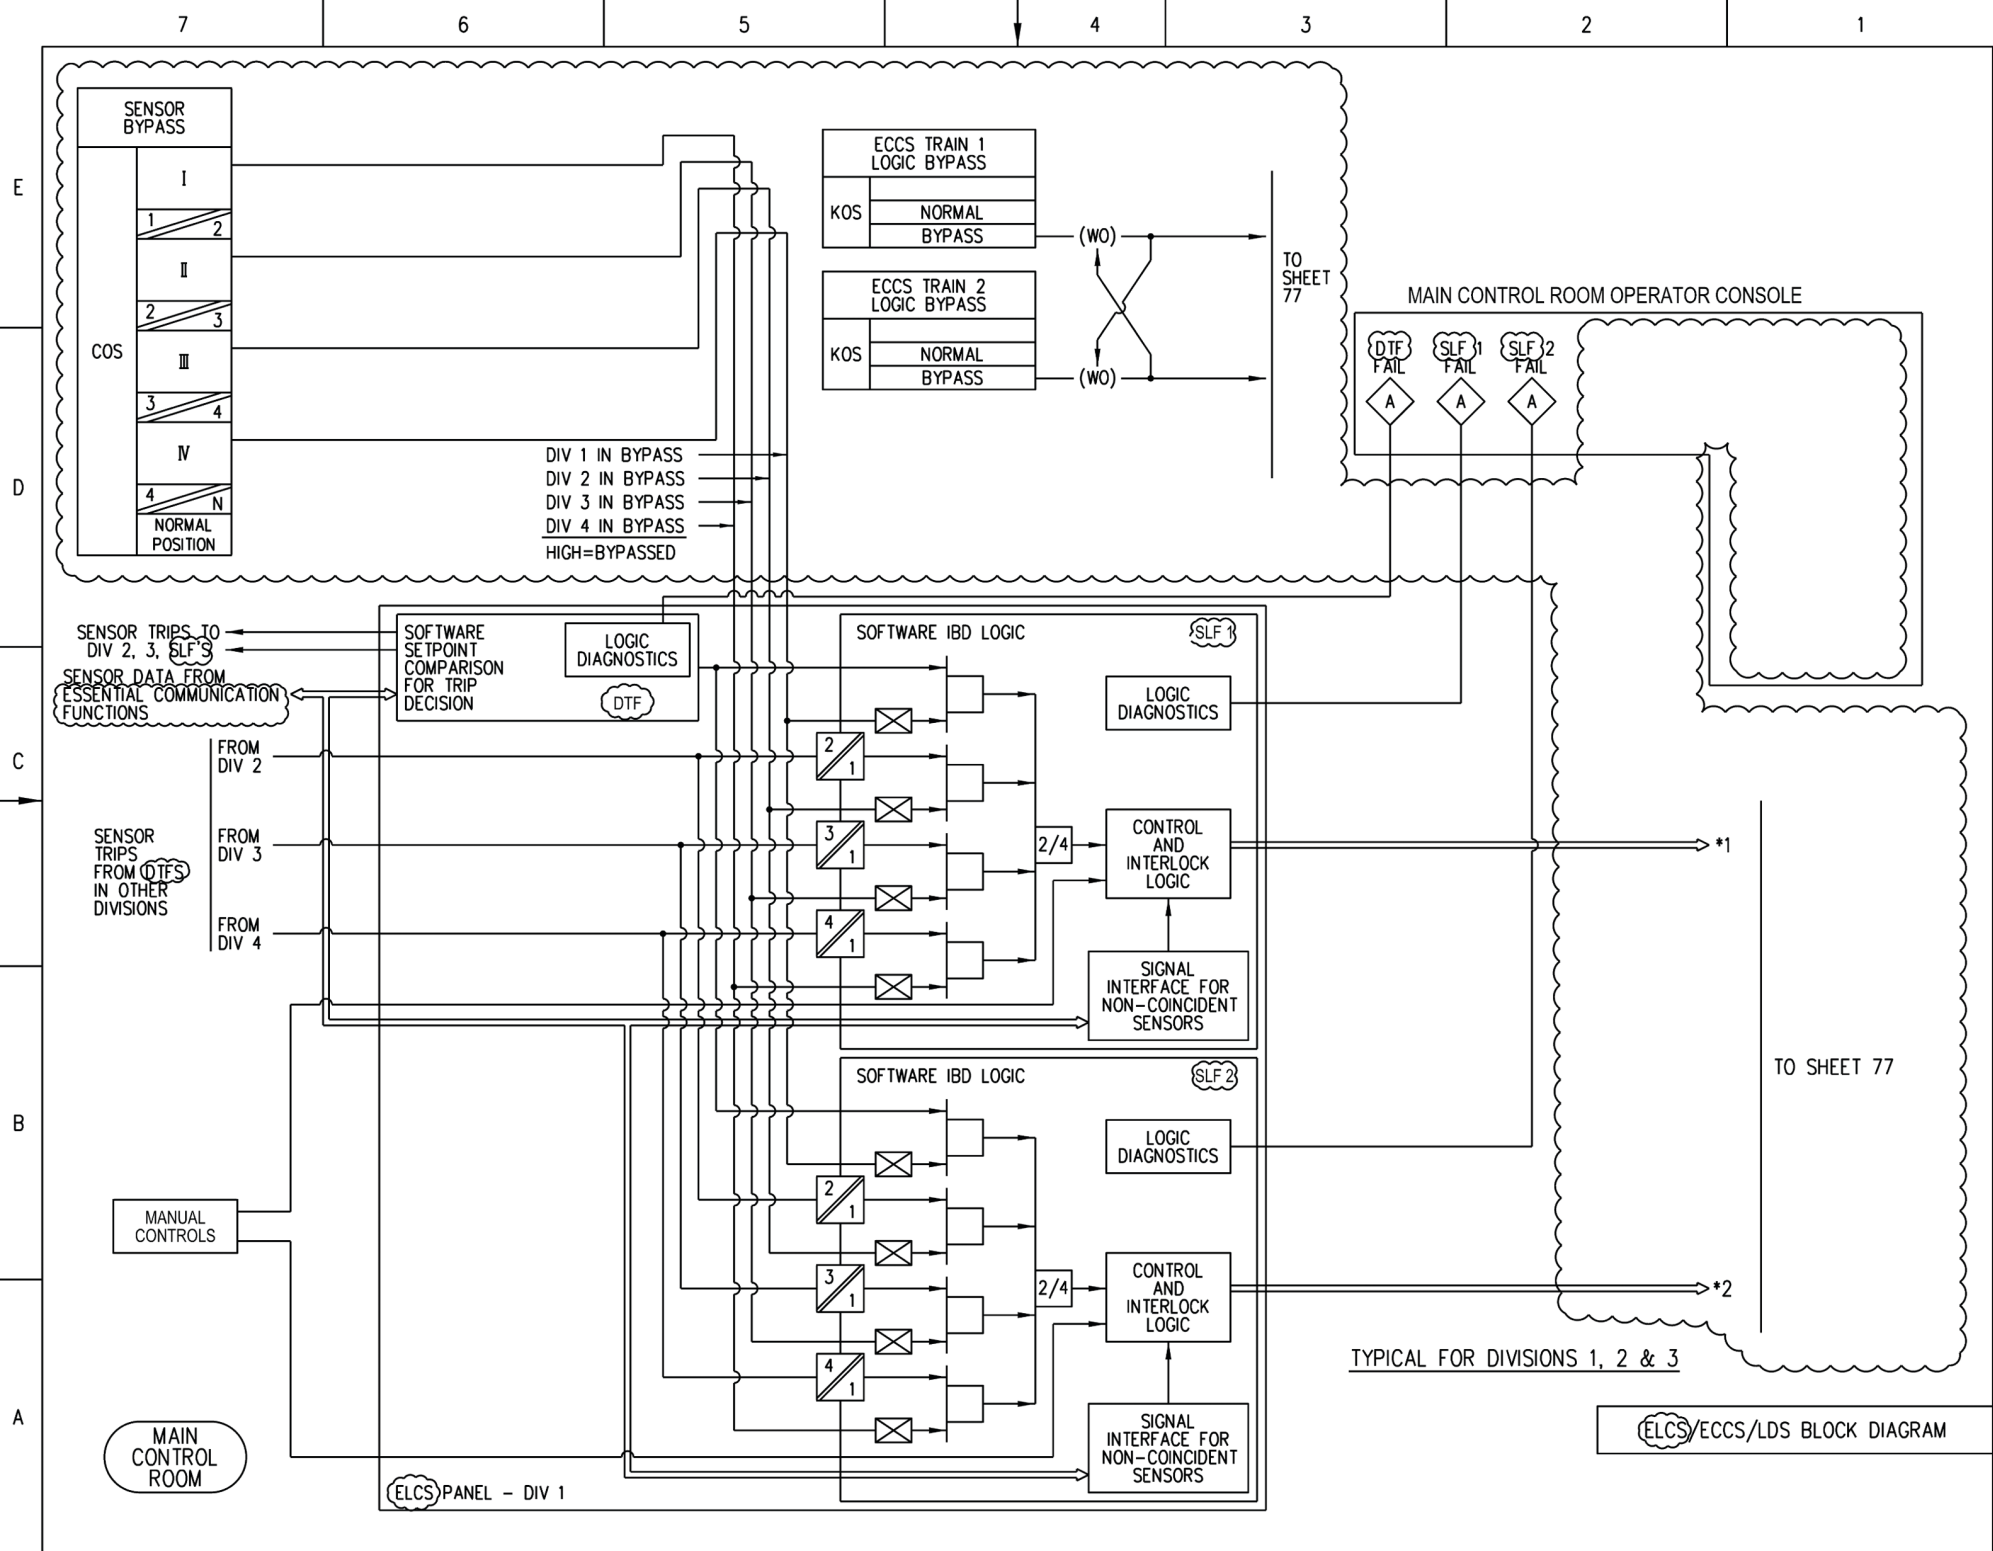 7
6
5
4
3
2
1
E
D
C
B
A
SENSOR
BYPASS
COS
I
1
2
II
2
3
III
3
4
IV
4
N
NORMAL
POSITION
ECCS TRAIN 1
LOGIC BYPASS
KOS
NORMAL
BYPASS
(WO)
ECCS TRAIN 2
LOGIC BYPASS
KOS
NORMAL
BYPASS
(WO)
TO
SHEET
77
DIV 1 IN BYPASS
DIV 2 IN BYPASS
DIV 3 IN BYPASS
DIV 4 IN BYPASS
HIGH=BYPASSED
MAIN CONTROL ROOM OPERATOR CONSOLE
DTF
FAIL
A
SLF 1
FAIL
A
SLF 2
FAIL
A
SENSOR TRIPS TO
DIV 2, 3, SLF'S
SENSOR DATA FROM
ESSENTIAL COMMUNICATION
FUNCTIONS
SOFTWARE
SETPOINT
COMPARISON
FOR TRIP
DECISION
LOGIC
DIAGNOSTICS
DTF
SOFTWARE IBD LOGIC
SLF 1
LOGIC
DIAGNOSTICS
FROM
DIV 2
FROM
DIV 3
FROM
DIV 4
SENSOR
TRIPS
FROM DTFS
IN OTHER
DIVISIONS
2
1
3
1
4
1
2/4
CONTROL
AND
INTERLOCK
LOGIC
*1
SIGNAL
INTERFACE FOR
NON-COINCIDENT
SENSORS
SOFTWARE IBD LOGIC
SLF 2
LOGIC
DIAGNOSTICS
TO SHEET 77
MANUAL
CONTROLS
2
1
3
1
4
1
2/4
CONTROL
AND
INTERLOCK
LOGIC
*2
SIGNAL
INTERFACE FOR
NON-COINCIDENT
SENSORS
TYPICAL FOR DIVISIONS 1, 2 & 3
MAIN
CONTROL
ROOM
ELCS PANEL - DIV 1
ELCS/ECCS/LDS BLOCK DIAGRAM